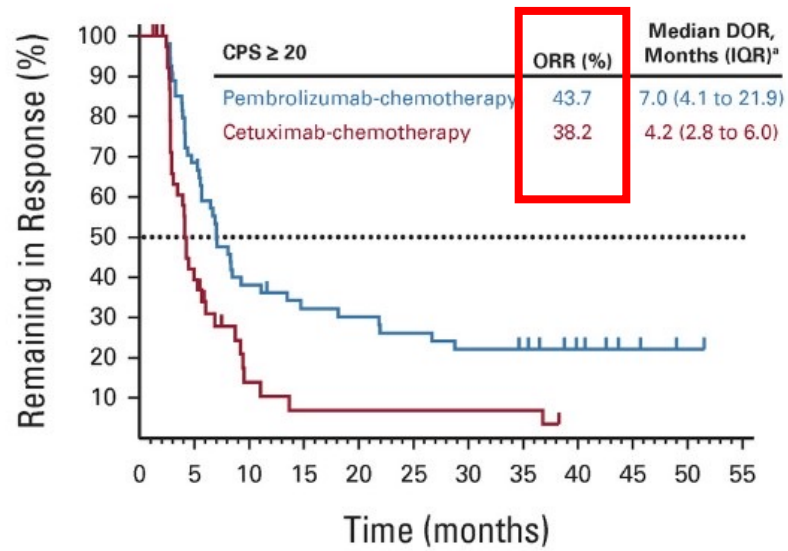 Remaining in Response (%)
100
90
80
70
60
50
40
30
20
10
CPS ≥ 20 ORR (%) Median DOR,
Months (IQR)ᵃ
Pembrolizumab-chemotherapy 43.7 7.0 (4.1 to 21.9)
Cetuximab-chemotherapy 38.2 4.2 (2.8 to 6.0)
0 5 10 15 20 25 30 35 40 45 50 55
Time (months)